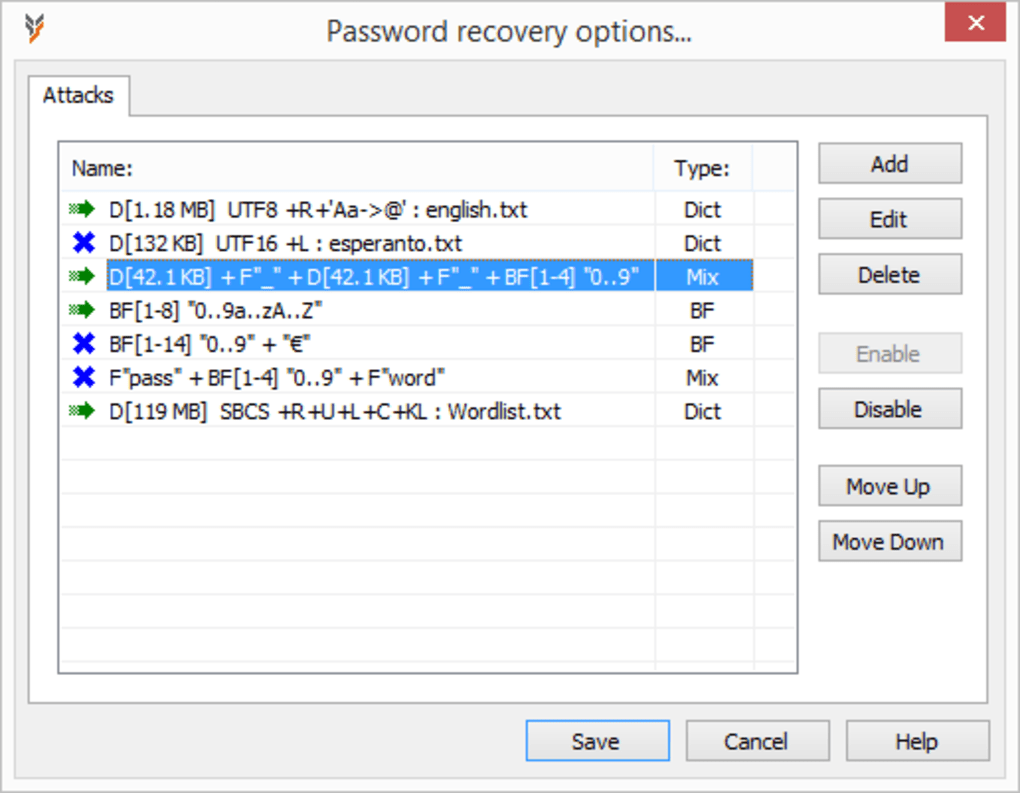 Password recovery options...
Attacks
Name: Type:
D[1.18 MB] UTF8 +R+'Aa->@' : english.txt Dict
D[132 KB] UTF16 +L : esperanto.txt Dict
D[42.1 KB] + F"_" + D[42.1 KB] + F"_" + BF[1-4] "0..9" Mix
BF[1-8] "0..9a..zA..Z" BF
BF[1-14] "0..9" + "€" BF
F"pass" + BF[1-4] "0..9" + F"word" Mix
D[119 MB] SBCS +R+U+L+C+KL : Wordlist.txt Dict
Add
Edit
Delete
Enable
Disable
Move Up
Move Down
Save Cancel Help